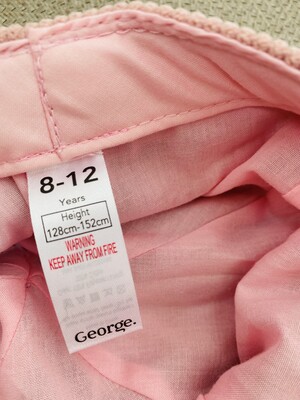 8-12
Years
Height
128cm-152cm
WARNING
KEEP AWAY FROM FIRE
George.